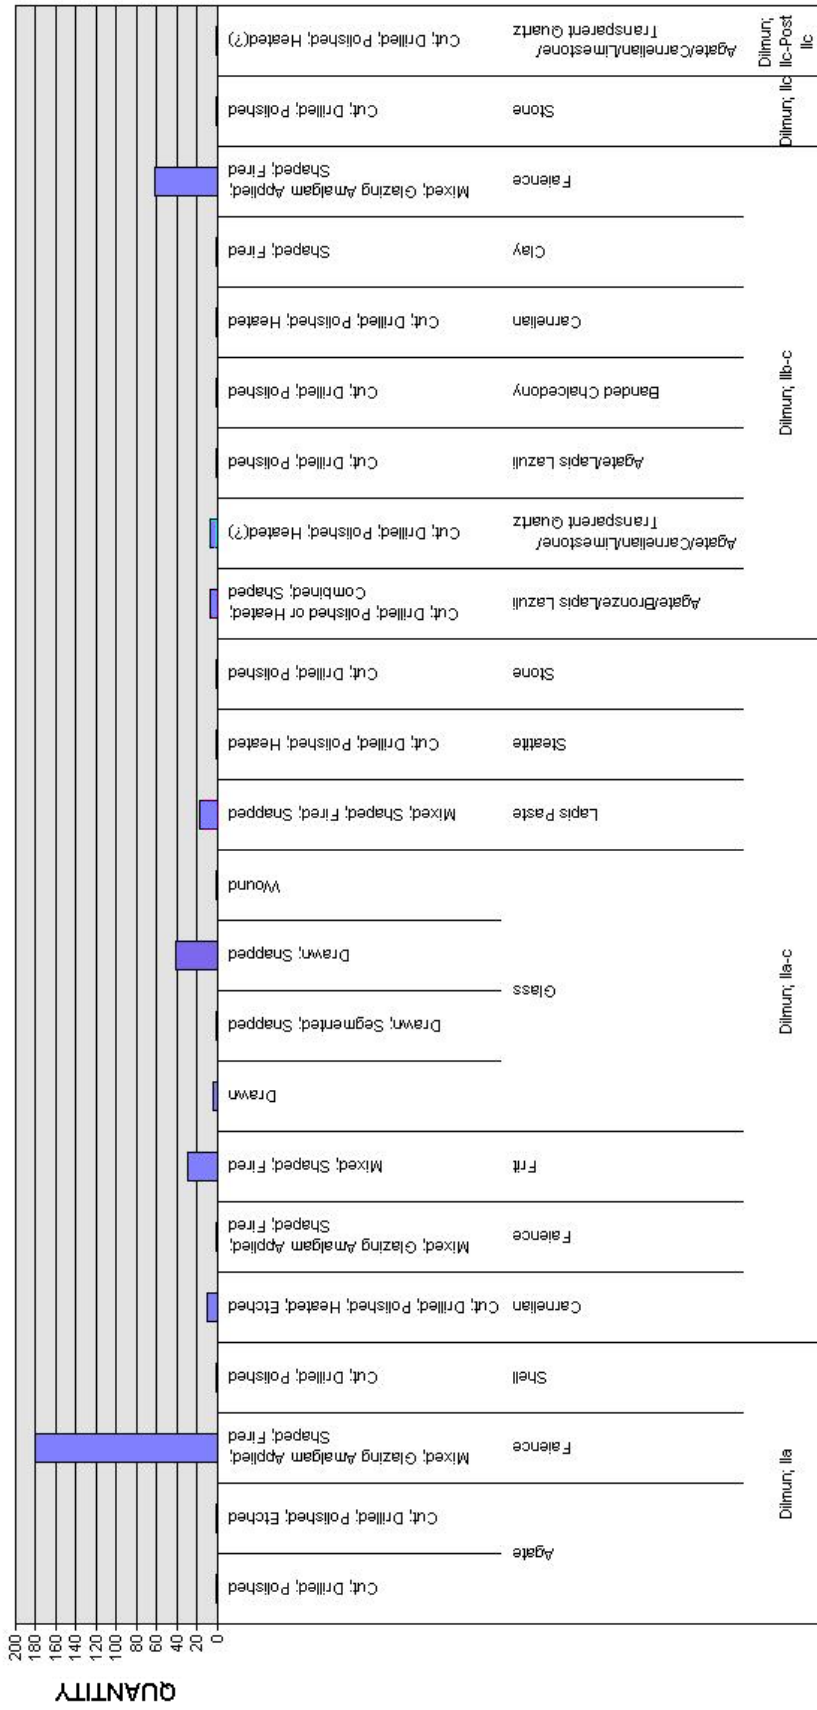 QUANTITY
200
180
160
140
120
100
80
60
40
20
0
Cut; Drilled; Polished
Cut; Drilled; Polished; Etched
Agate
Mixed; Glazing Amalgam Applied;
Shaped; Fired
Faience
Cut; Drilled; Polished
Shell
Dilmun; IIa
Cut; Drilled; Polished; Heated; Etched
Carnelian
Mixed; Glazing Amalgam Applied;
Shaped; Fired
Faience
Mixed; Shaped; Fired
Frit
Drawn
Drawn; Segmented; Snapped
Drawn; Snapped
Wound
Glass
Mixed; Shaped; Fired; Snapped
Lapis Paste
Cut; Drilled; Polished; Heated
Steatite
Cut; Drilled; Polished
Stone
Dilmun; IIa-c
Cut; Drilled; Polished or Heated;
Combined; Shaped
Agate/Bronze/Lapis Lazuli
Cut; Drilled; Polished; Heated(?)
Agate/Carnelian/Limestone/
Transparent Quartz
Cut; Drilled; Polished
Agate/Lapis Lazuli
Cut; Drilled; Polished
Banded Chalcedony
Cut; Drilled; Polished; Heated
Carnelian
Shaped; Fired
Clay
Mixed; Glazing Amalgam Applied;
Shaped; Fired
Faience
Dilmun; IIb-c
Cut; Drilled; Polished
Stone
Dilmun; IIc
Cut; Drilled; Polished; Heated(?)
Agate/Carnelian/Limestone/
Transparent Quartz
Dilmun;
IIc-Post
IIc